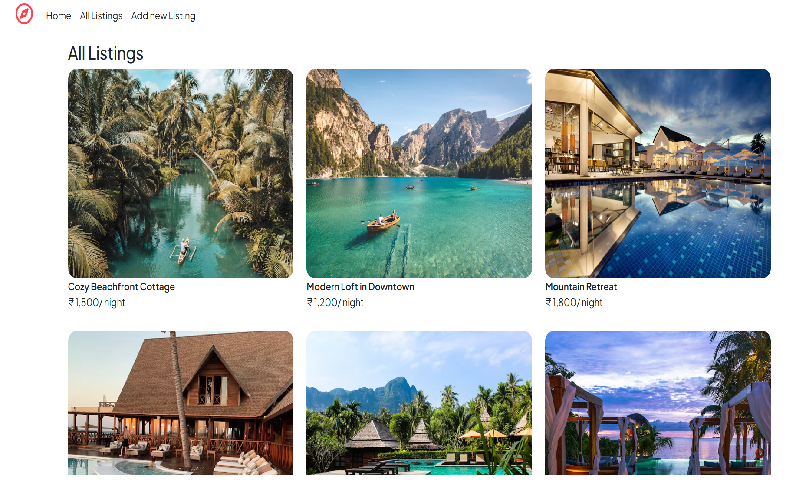 Home All Listings Add new Listing
All Listings
Cozy Beachfront Cottage
₹1,500/night
Modern Loft in Downtown
₹1,200/night
Mountain Retreat
₹1,800/night